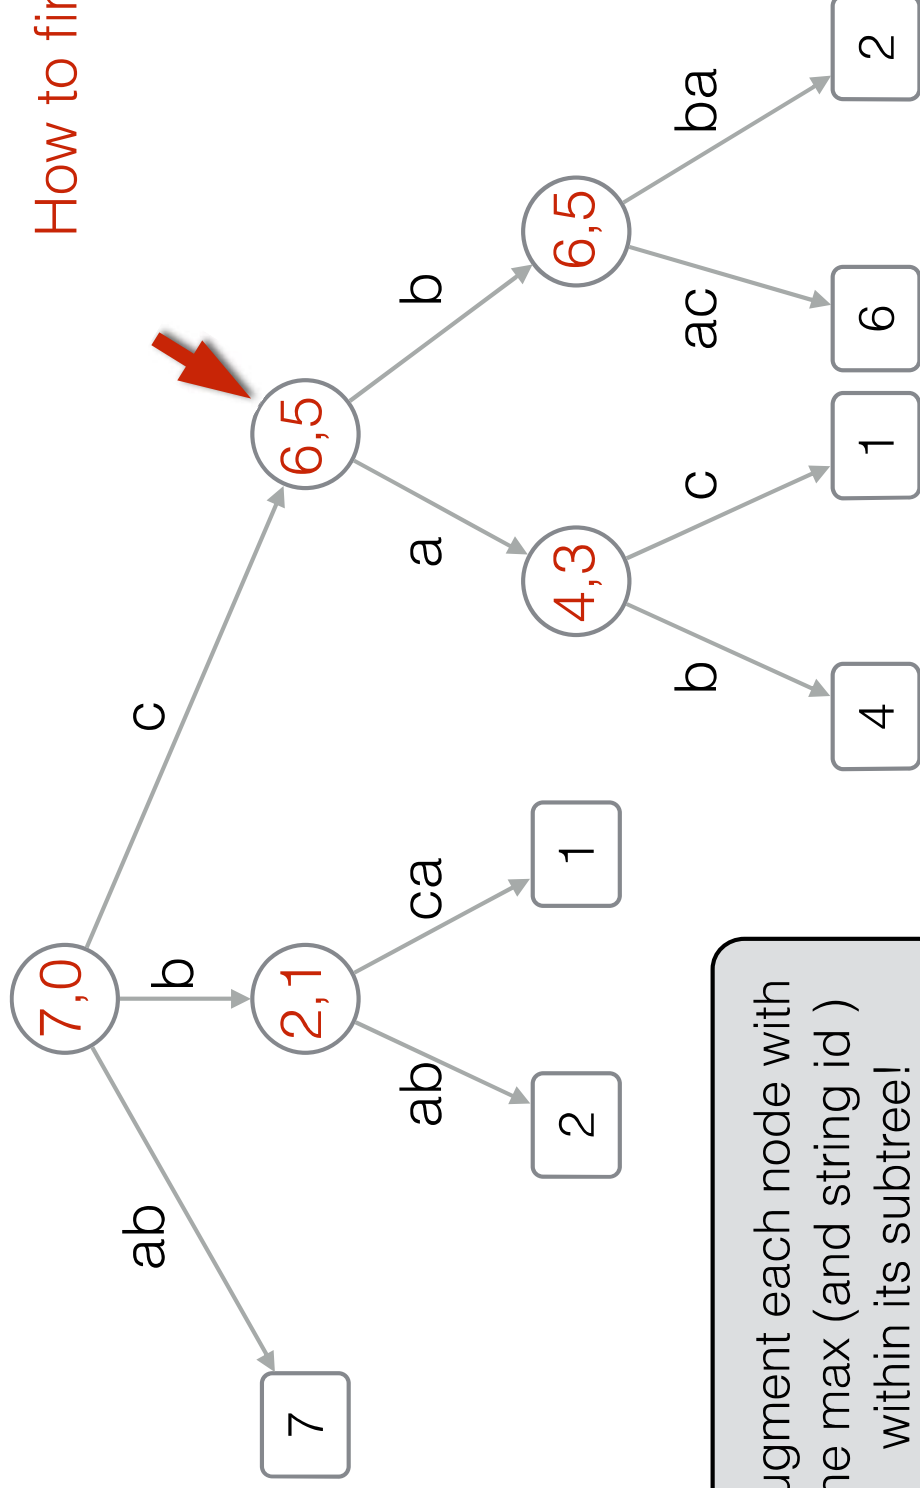 How to
7,0
ab
b
c
7
2,1
6,5
ab
ca
a
b
2
1
4,3
6,5
b
c
ac
ba
4
1
6
2
ugment each node with
max (and string id )
within its subtree!